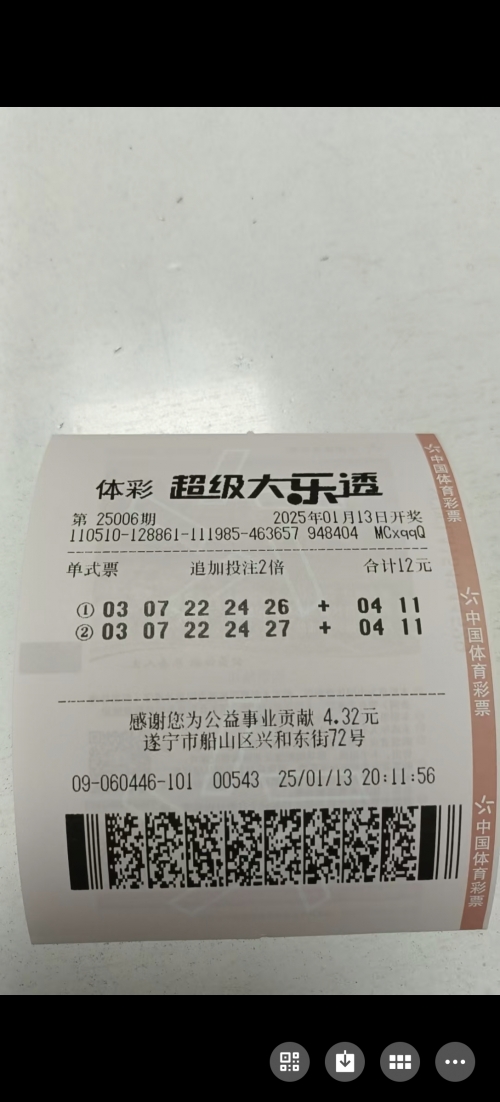 体彩 超级大乐透
第 25006期 2025年01月13日开奖
110510-128861-111985-463657 948404 MCxqqQ
单式票 追加投注2倍 合计12元
① 03 07 22 24 26 + 04 11
② 03 07 22 24 27 + 04 11
感谢您为公益事业贡献 4.32元
遂宁市船山区兴和东街72号
09-060446-101 00543 25/01/13 20:11:56
中国体育彩票
中国体育彩票
中国体育彩票